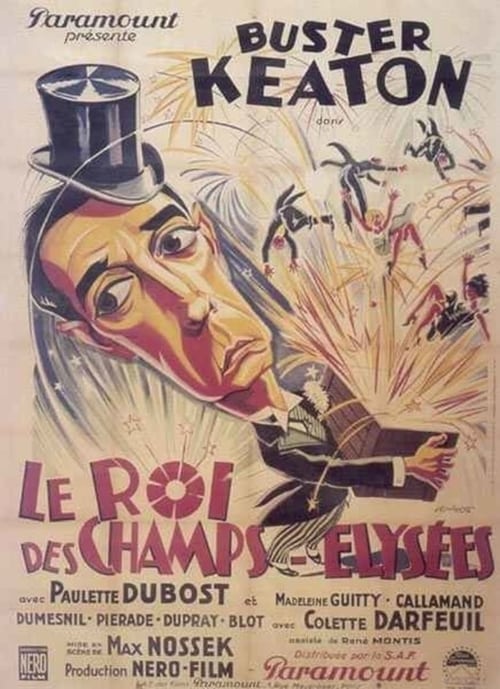 Paramount
présente
BUSTER
KEATON
dans
LE ROI
DES CHAMPS-ELYSÉES
avec PAULETTE DUBOST et MADELEINE GUITTY · CALLAMAND
DUMESNIL · PIERADE · DUPRAY · BLOT avec COLETTE DARFEUIL
assisté de René MONTIS
MISE EN SCÈNE DE MAX NOSSEK
Distribuée par la S.A.F.
Production NERO-FILM
Paramount
NERO
FILM